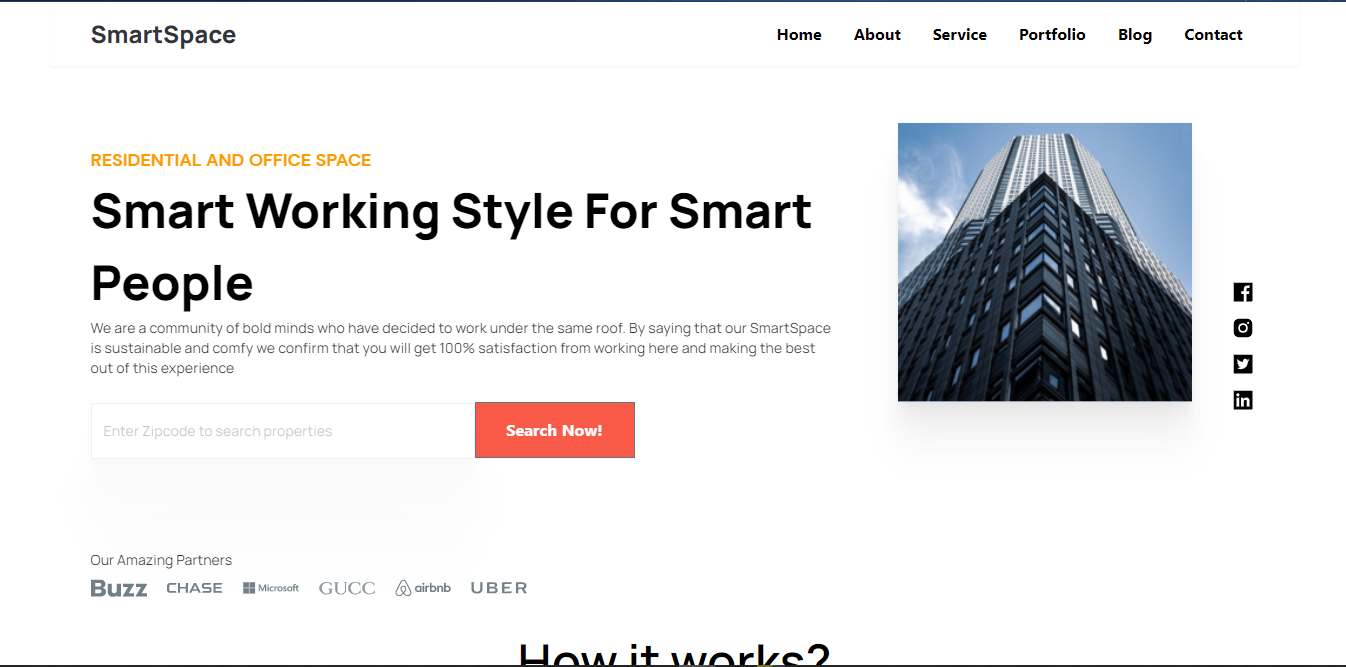 SmartSpace
Home About Service Portfolio Blog Contact
RESIDENTIAL AND OFFICE SPACE
Smart Working Style For Smart
People
We are a community of bold minds who have decided to work under the same roof. By saying that our SmartSpace
is sustainable and comfy we confirm that you will get 100% satisfaction from working here and making the best
out of this experience
Enter Zipcode to search properties
Search Now!
Our Amazing Partners
Buzz CHASE Microsoft GUCC airbnb UBER
How it works?